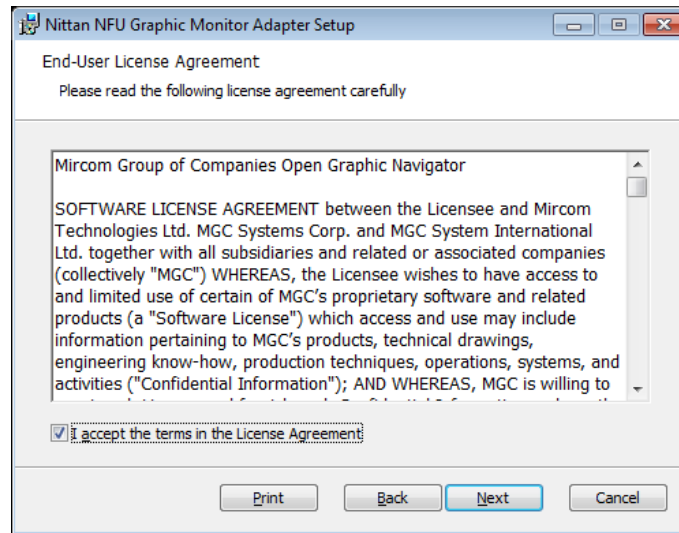 Nittan NFU Graphic Monitor Adapter Setup
End-User License Agreement
Please read the following license agreement carefully
Mircom Group of Companies Open Graphic Navigator
SOFTWARE LICENSE AGREEMENT between the Licensee and Mircom
Technologies Ltd. MGC Systems Corp. and MGC System International
Ltd. together with all subsidiaries and related or associated companies
(collectively "MGC") WHEREAS, the Licensee wishes to have access to
and limited use of certain of MGC’s proprietary software and related
products (a "Software License") which access and use may include
information pertaining to MGC’s products, technical drawings,
engineering know-how, production techniques, operations, systems, and
activities ("Confidential Information"); AND WHEREAS, MGC is willing to
I accept the terms in the License Agreement
Print Back Next Cancel